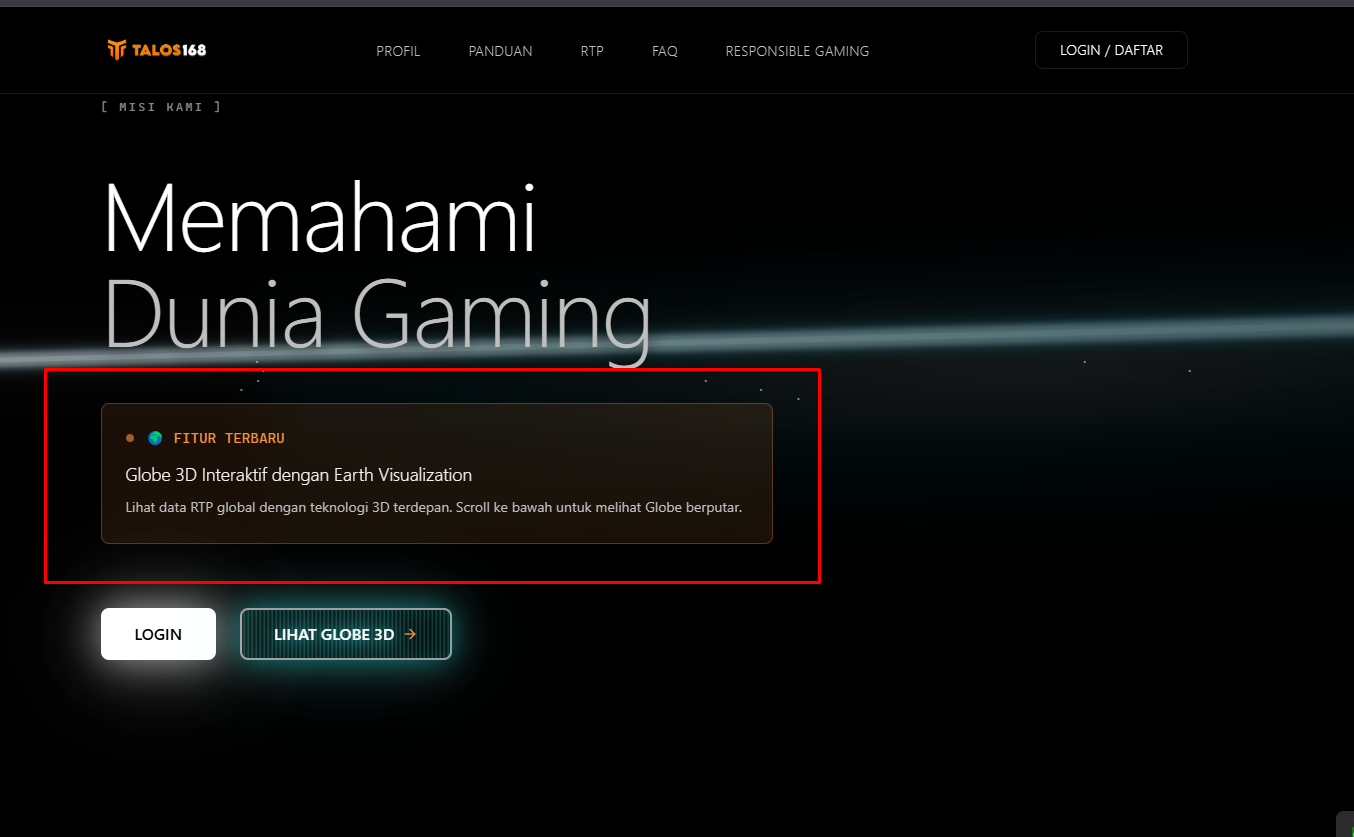 TALOS168
PROFIL
PANDUAN
RTP
FAQ
RESPONSIBLE GAMING
LOGIN / DAFTAR
[ MISI KAMI ]
Memahami
Dunia Gaming
FITUR TERBARU
Globe 3D Interaktif dengan Earth Visualization
Lihat data RTP global dengan teknologi 3D terdepan. Scroll ke bawah untuk melihat Globe berputar.
LOGIN
LIHAT GLOBE 3D →